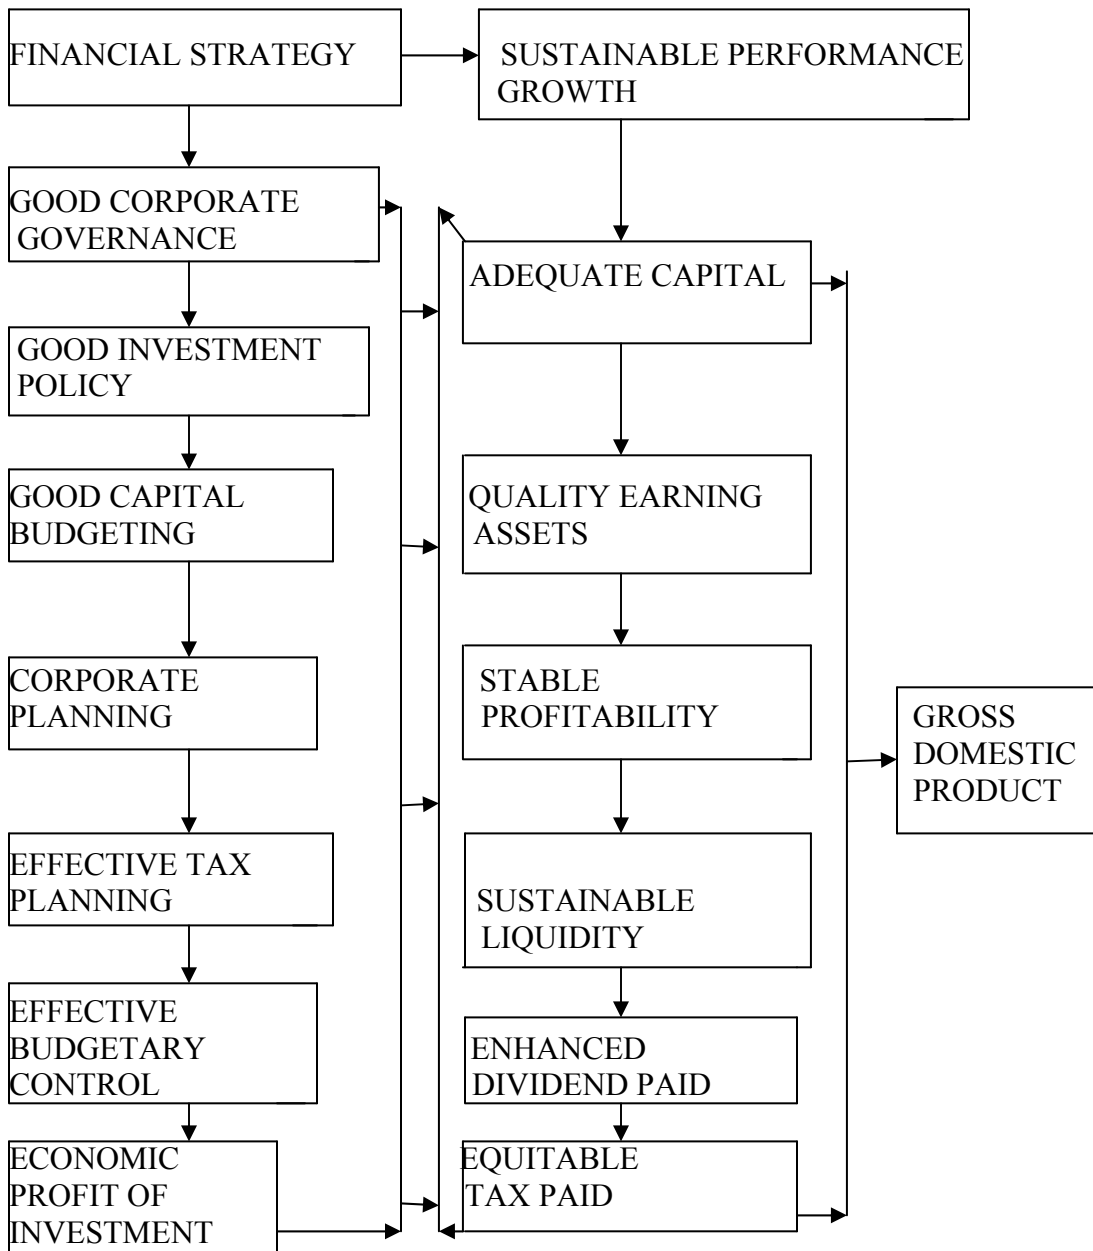 FINANCIAL STRATEGY
SUSTAINABLE PERFORMANCE
GROWTH
GOOD CORPORATE
GOVERNANCE
ADEQUATE CAPITAL
GOOD INVESTMENT
POLICY
GOOD CAPITAL
BUDGETING
QUALITY EARNING
ASSETS
CORPORATE
PLANNING
STABLE
PROFITABILITY
GROSS
DOMESTIC
PRODUCT
EFFECTIVE TAX
PLANNING
SUSTAINABLE
LIQUIDITY
EFFECTIVE
BUDGETARY
CONTROL
ENHANCED
DIVIDEND PAID
ECONOMIC
PROFIT OF
INVESTMENT
EQUITABLE
TAX PAID